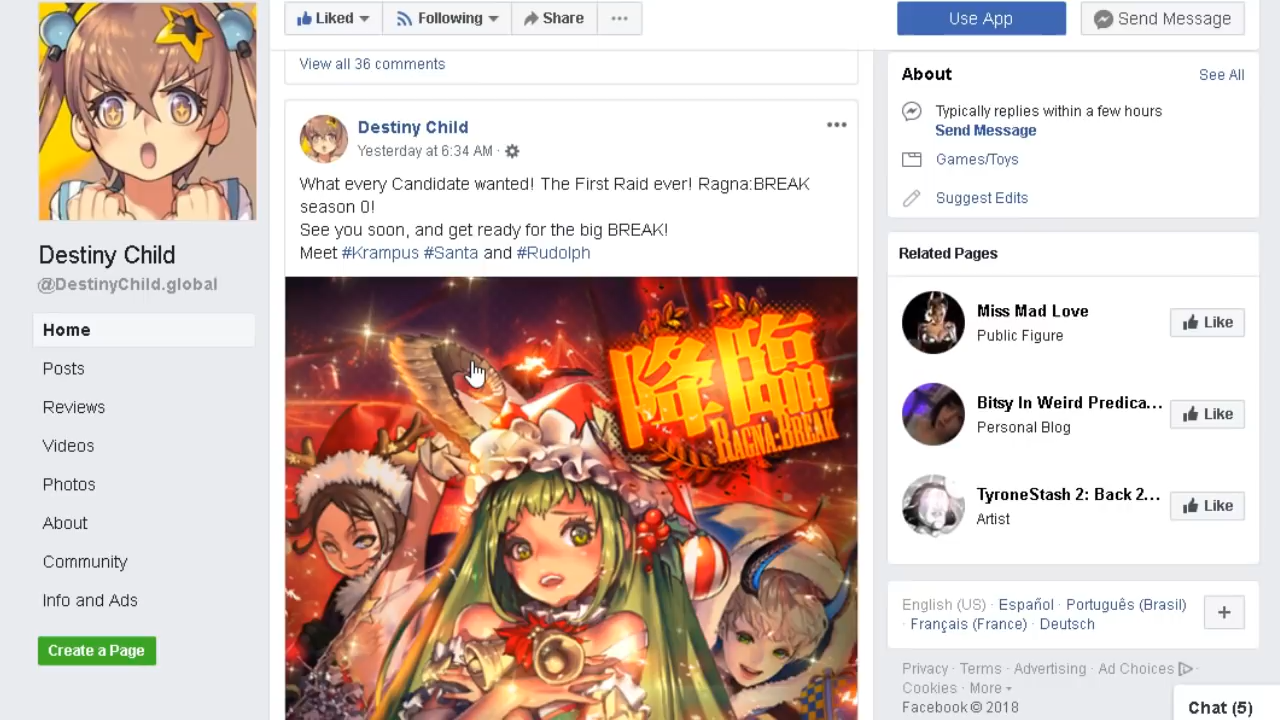 Liked
Following
Share
Use App
Send Message
View all 36 comments
Destiny Child
@DestinyChild.global
Home
Posts
Reviews
Videos
Photos
About
Community
Info and Ads
Create a Page
Destiny Child
Yesterday at 6:34 AM ·
What every Candidate wanted! The First Raid ever! Ragna:BREAK
season 0!
See you soon, and get ready for the big BREAK!
Meet #Krampus #Santa and #Rudolph
降臨
RAGNA:BREAK
About
See All
Typically replies within a few hours
Send Message
Games/Toys
Suggest Edits
Related Pages
Miss Mad Love
Public Figure
Like
Bitsy In Weird Predica...
Personal Blog
Like
TyroneStash 2: Back 2...
Artist
Like
English (US) · Español · Português (Brasil)
· Français (France) · Deutsch
Privacy · Terms · Advertising · Ad Choices ·
Cookies · More
Facebook © 2018
Chat (5)